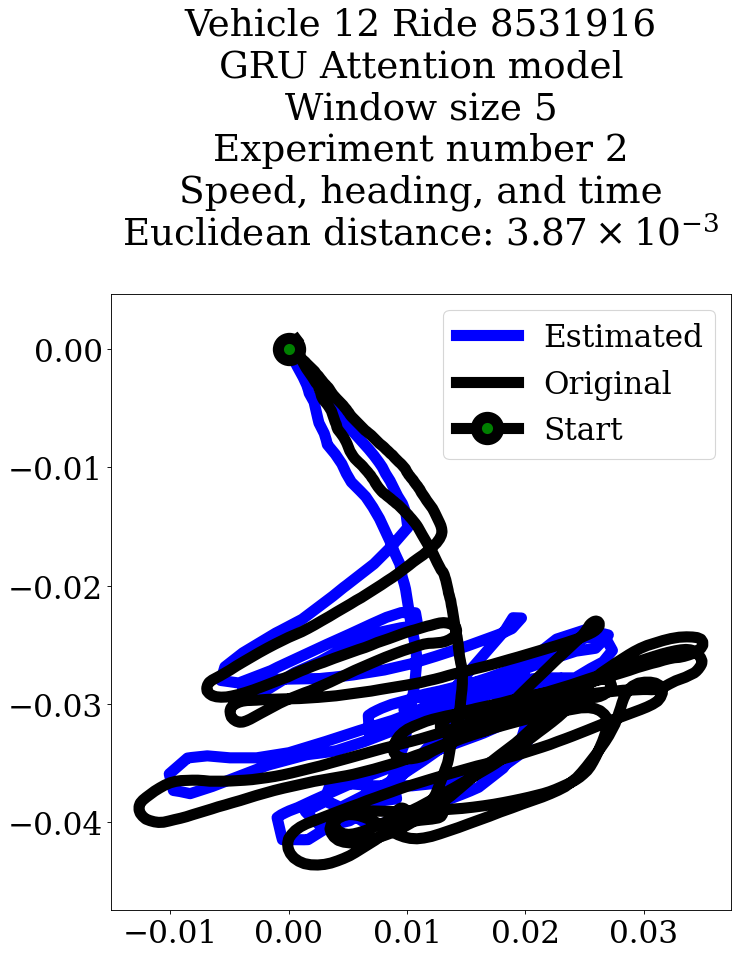 Vehicle 12 Ride 8531916
GRU Attention model
Window size 5
Experiment number 2
Speed, heading, and time
Euclidean distance: 3.87 × 10⁻³
Estimated
Original
Start
0.00
−0.01
−0.02
−0.03
−0.04
−0.01 0.00 0.01 0.02 0.03